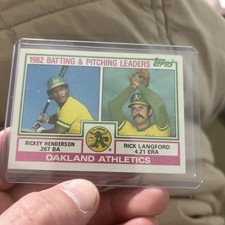 1982 BATTING & PITCHING LEADERS
Topps
RICKEY HENDERSON
.267 BA
RICK LANGFORD
4.21 ERA
OAKLAND ATHLETICS